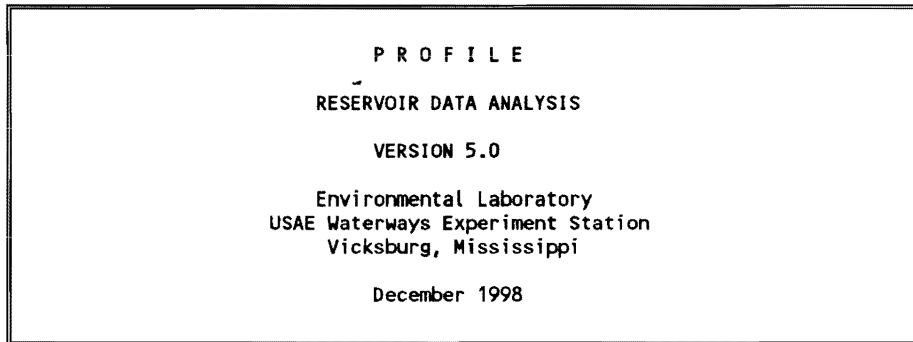 P R O F I L E
RESERVOIR DATA ANALYSIS
VERSION 5.0
Environmental Laboratory
USAE Waterways Experiment Station
Vicksburg, Mississippi
December 1998